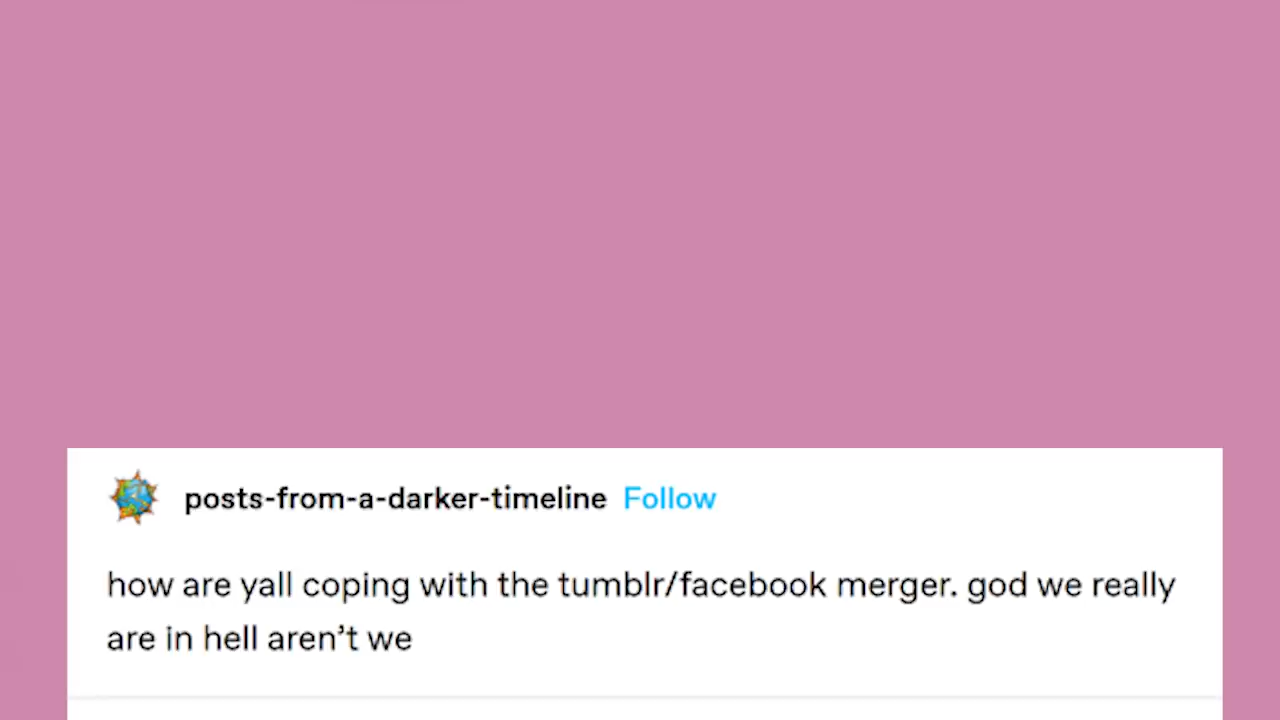 posts-from-a-darker-timeline Follow
how are yall coping with the tumblr/facebook merger. god we really
are in hell aren’t we